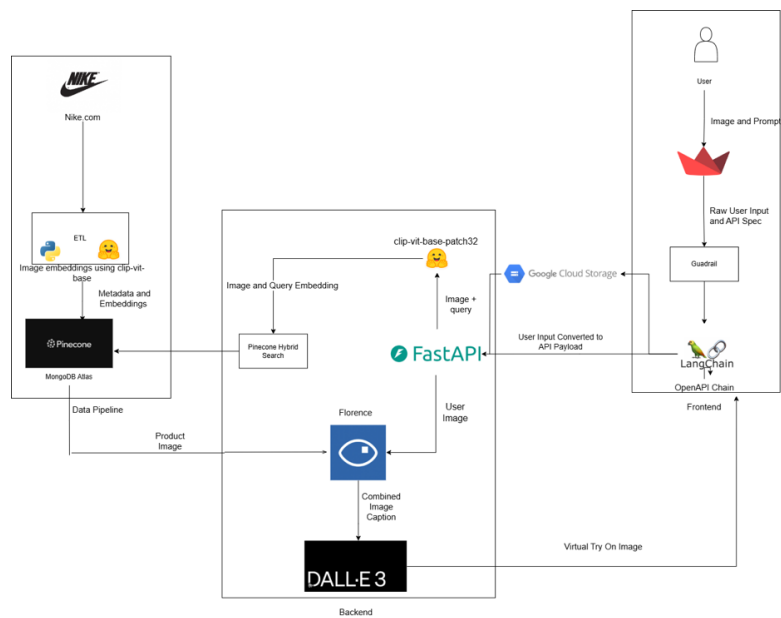 NIKE
Nike.com
ETL
Image embeddings using clip-vit-
base
Metadata and
Embeddings
Pinecone
MongoDB Atlas
Data Pipeline
Product
Image
clip-vit-base-patch32
Image and Query Embedding
Image +
query
Pinecone Hybrid
Search
FastAPI
User
Image
Florence
Combined
Image
Caption
DALL·E 3
Backend
Google Cloud Storage
User Input Converted to
API Payload
Virtual Try On Image
User
Image and Prompt
Raw User Input
and API Spec
Guadrail
LangChain
OpenAPI Chain
Frontend